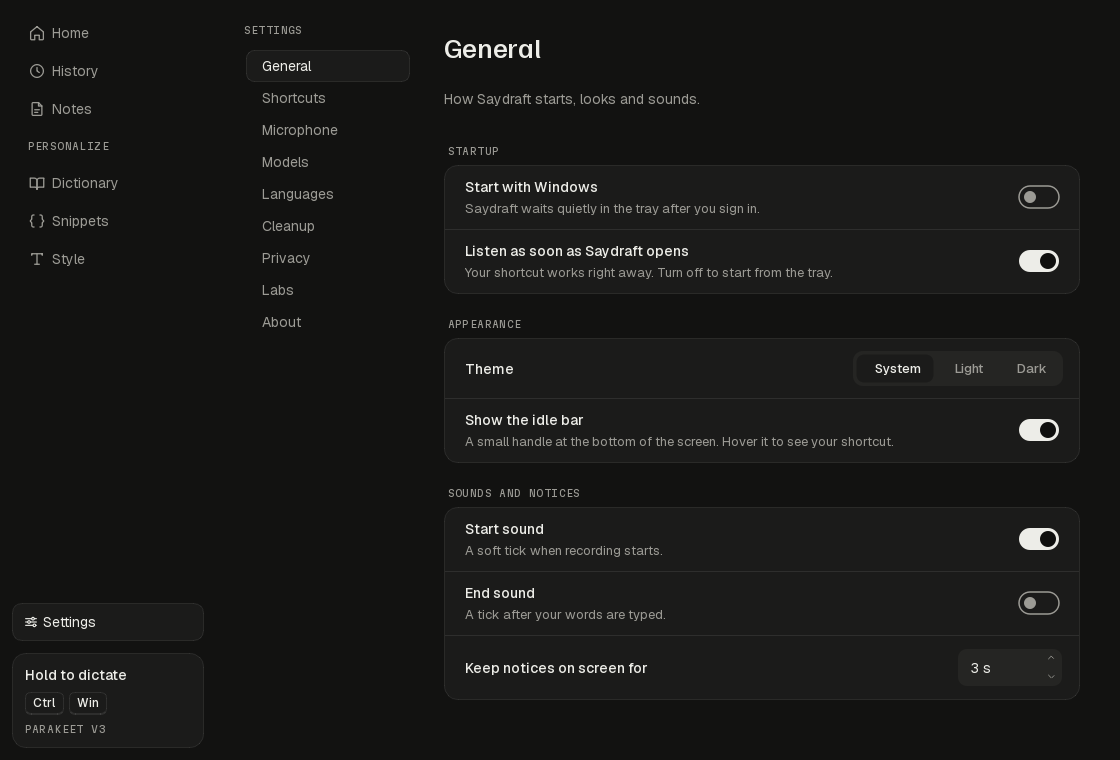 Home
History
Notes
PERSONALIZE
Dictionary
Snippets
Style
Settings
Hold to dictate
Ctrl Win
PARAKEET V3
SETTINGS
General
Shortcuts
Microphone
Models
Languages
Cleanup
Privacy
Labs
About
General
How Saydraft starts, looks and sounds.
STARTUP
Start with Windows
Saydraft waits quietly in the tray after you sign in.
Listen as soon as Saydraft opens
Your shortcut works right away. Turn off to start from the tray.
APPEARANCE
Theme
System Light Dark
Show the idle bar
A small handle at the bottom of the screen. Hover it to see your shortcut.
SOUNDS AND NOTICES
Start sound
A soft tick when recording starts.
End sound
A tick after your words are typed.
Keep notices on screen for
3 s